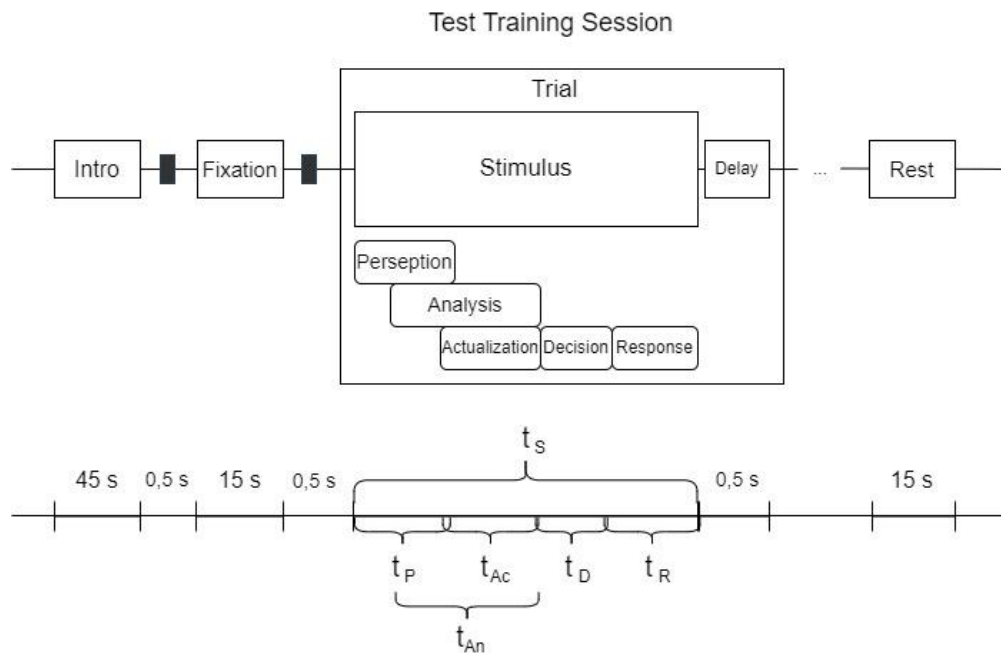 Test Training Session
Trial
Intro
Fixation
Stimulus
Delay
...
Rest
Perseption
Analysis
Actualization
Decision
Response
t S
45 s
0,5 s
15 s
0,5 s
0,5 s
15 s
t P
t Ac
t D
t R
t An